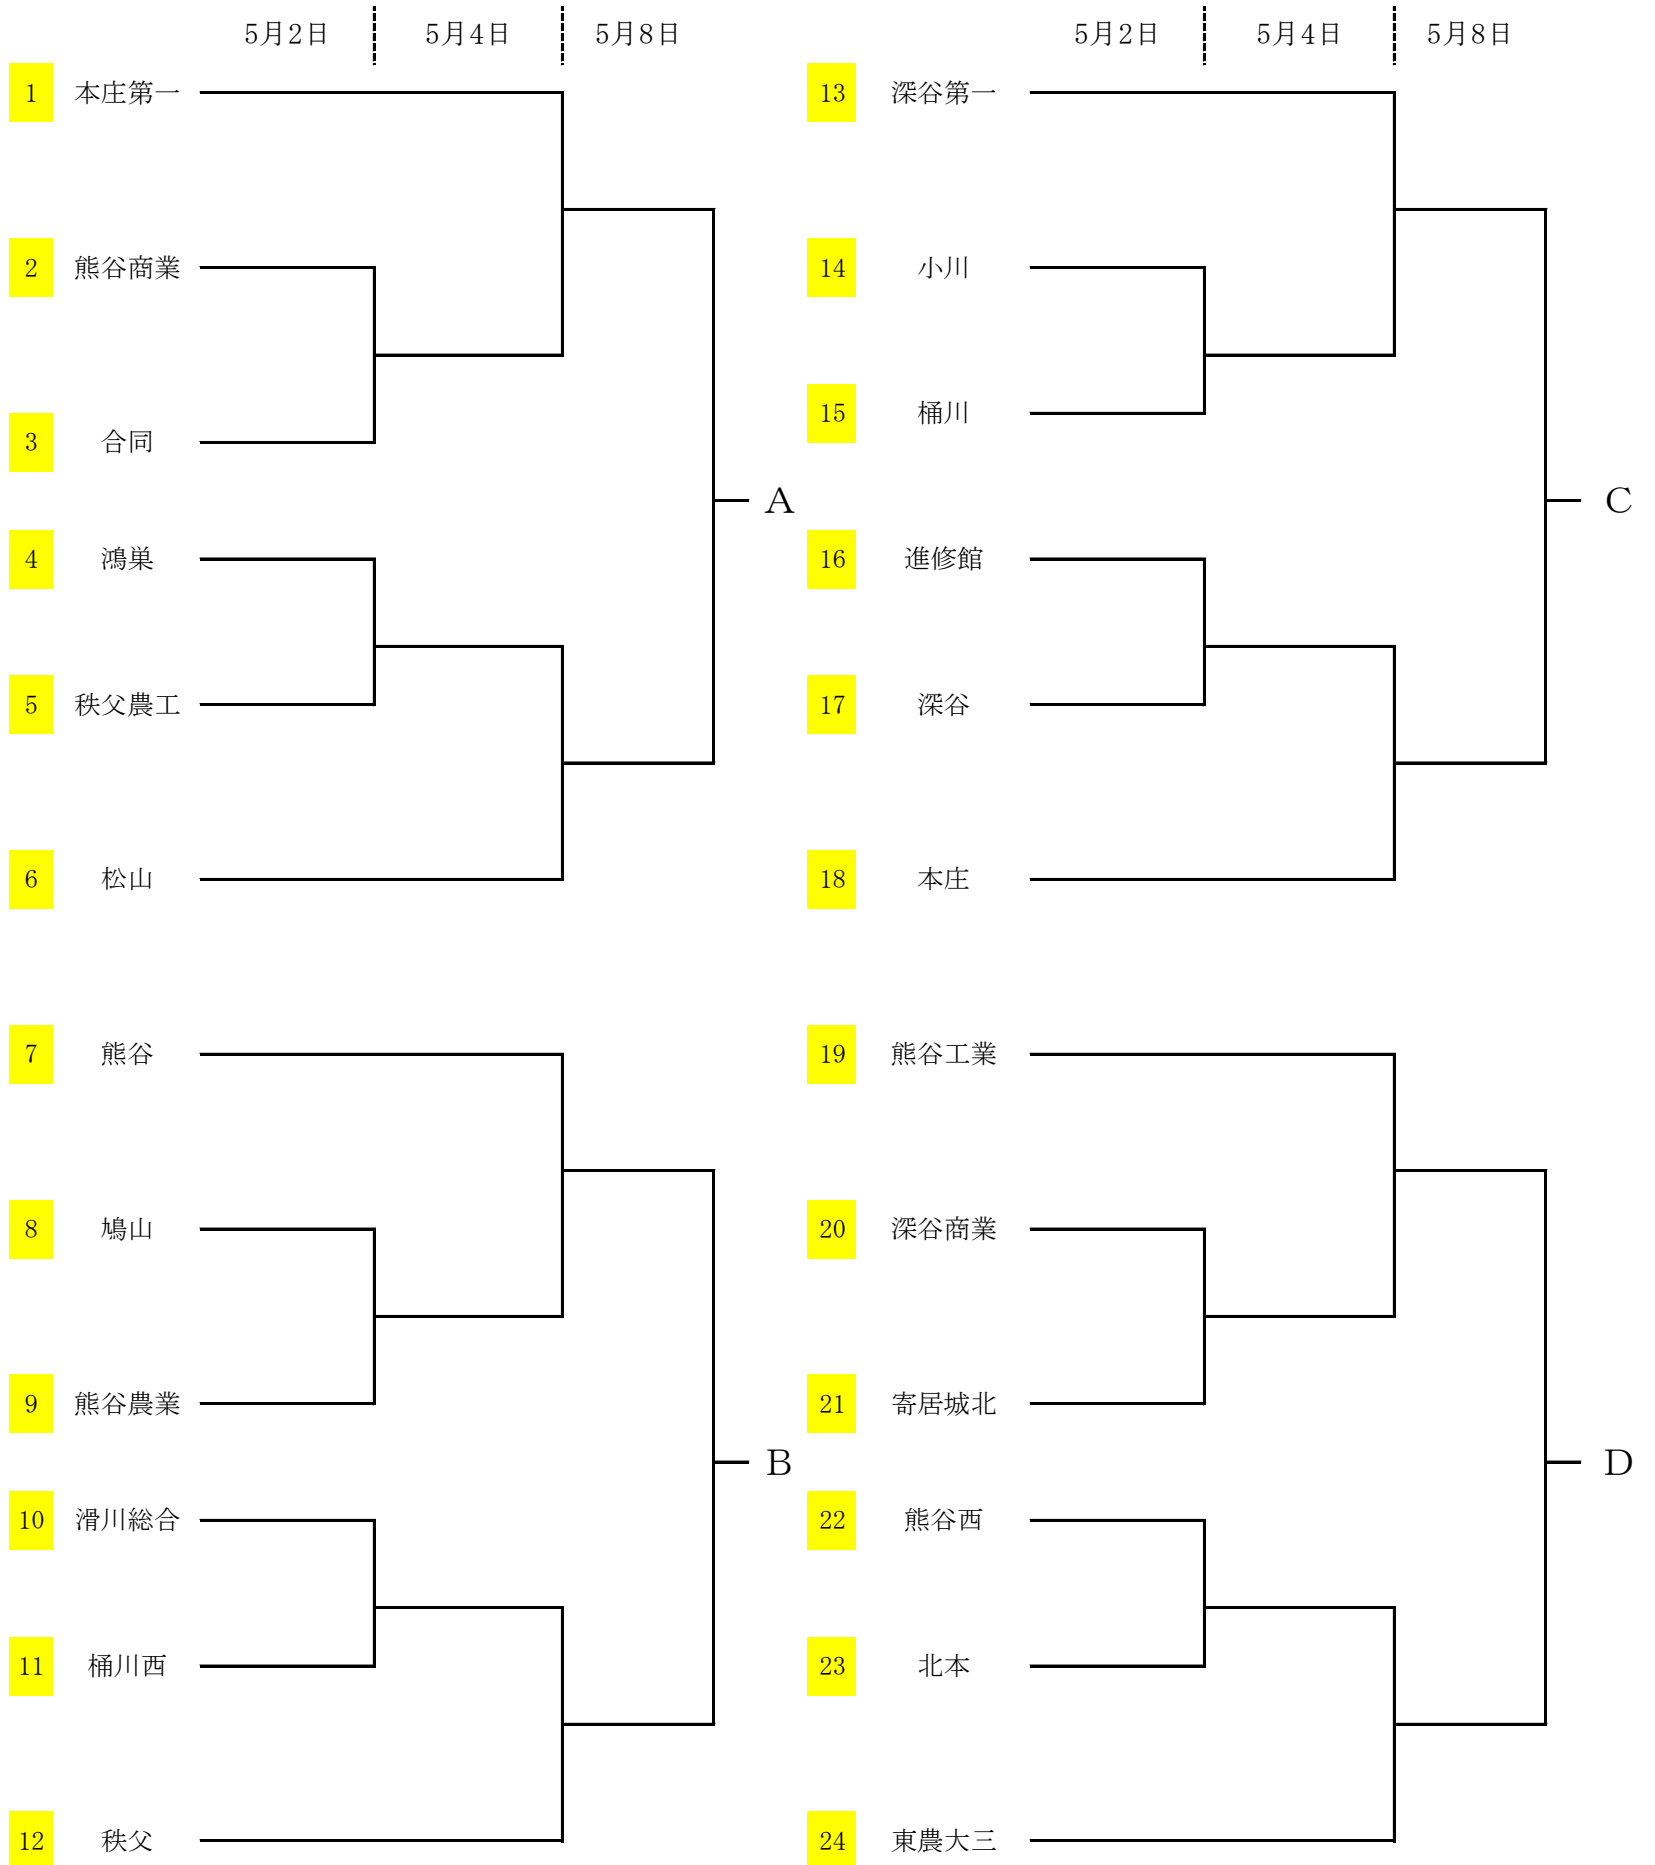 5月2日 5月4日 5月8日
1 本庄第一
2 熊谷商業
3 合同
A
4 鴻巣
5 秩父農工
6 松山
7 熊谷
8 鳩山
9 熊谷農業
B
10 滑川総合
11 桶川西
12 秩父
5月2日 5月4日 5月8日
13 深谷第一
14 小川
15 桶川
C
16 進修館
17 深谷
18 本庄
19 熊谷工業
20 深谷商業
21 寄居城北
D
22 熊谷西
23 北本
24 東農大三